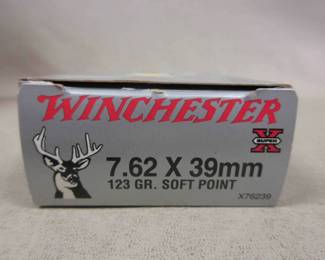 WINCHESTER
7.62 X 39mm
123 GR. SOFT POINT
X
SUPER
X76239